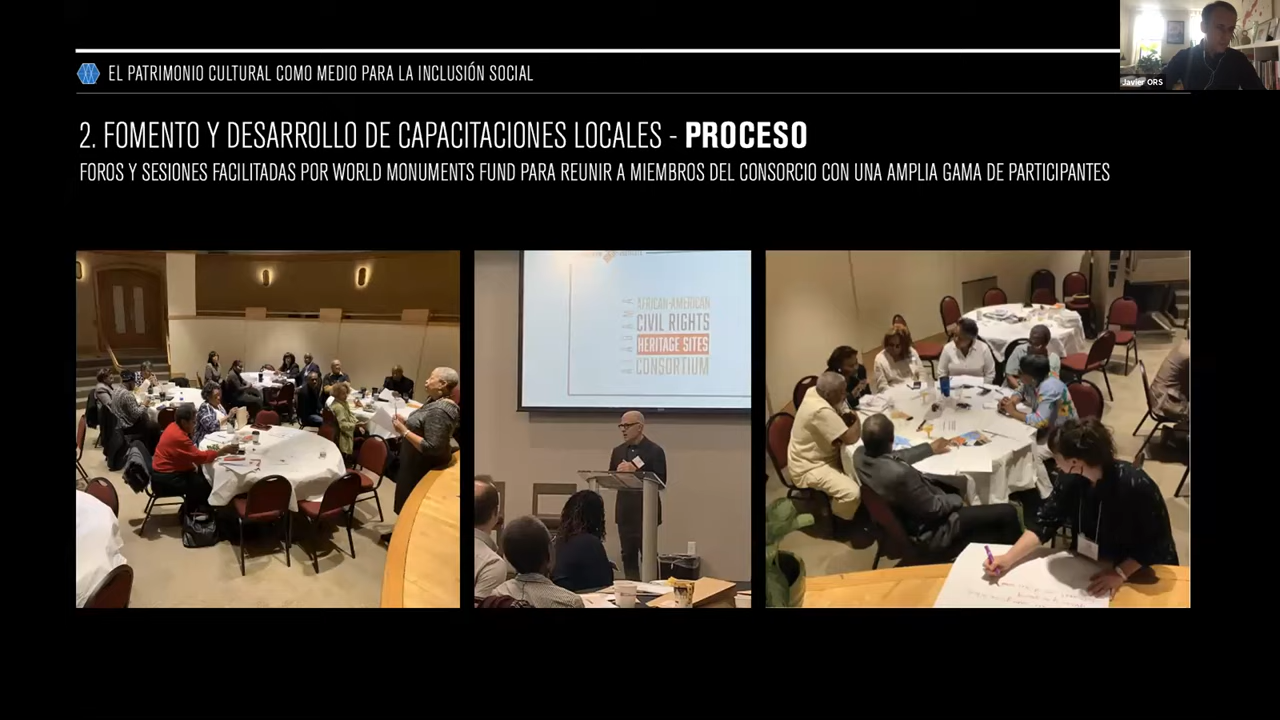 EL PATRIMONIO CULTURAL COMO MEDIO PARA LA INCLUSIÓN SOCIAL
Javier ORS
2. FOMENTO Y DESARROLLO DE CAPACITACIONES LOCALES - PROCESO
FOROS Y SESIONES FACILITADAS POR WORLD MONUMENTS FUND PARA REUNIR A MIEMBROS DEL CONSORCIO CON UNA AMPLIA GAMA DE PARTICIPANTES
ALABAMA
AFRICAN-AMERICAN
CIVIL RIGHTS
HERITAGE SITES
CONSORTIUM